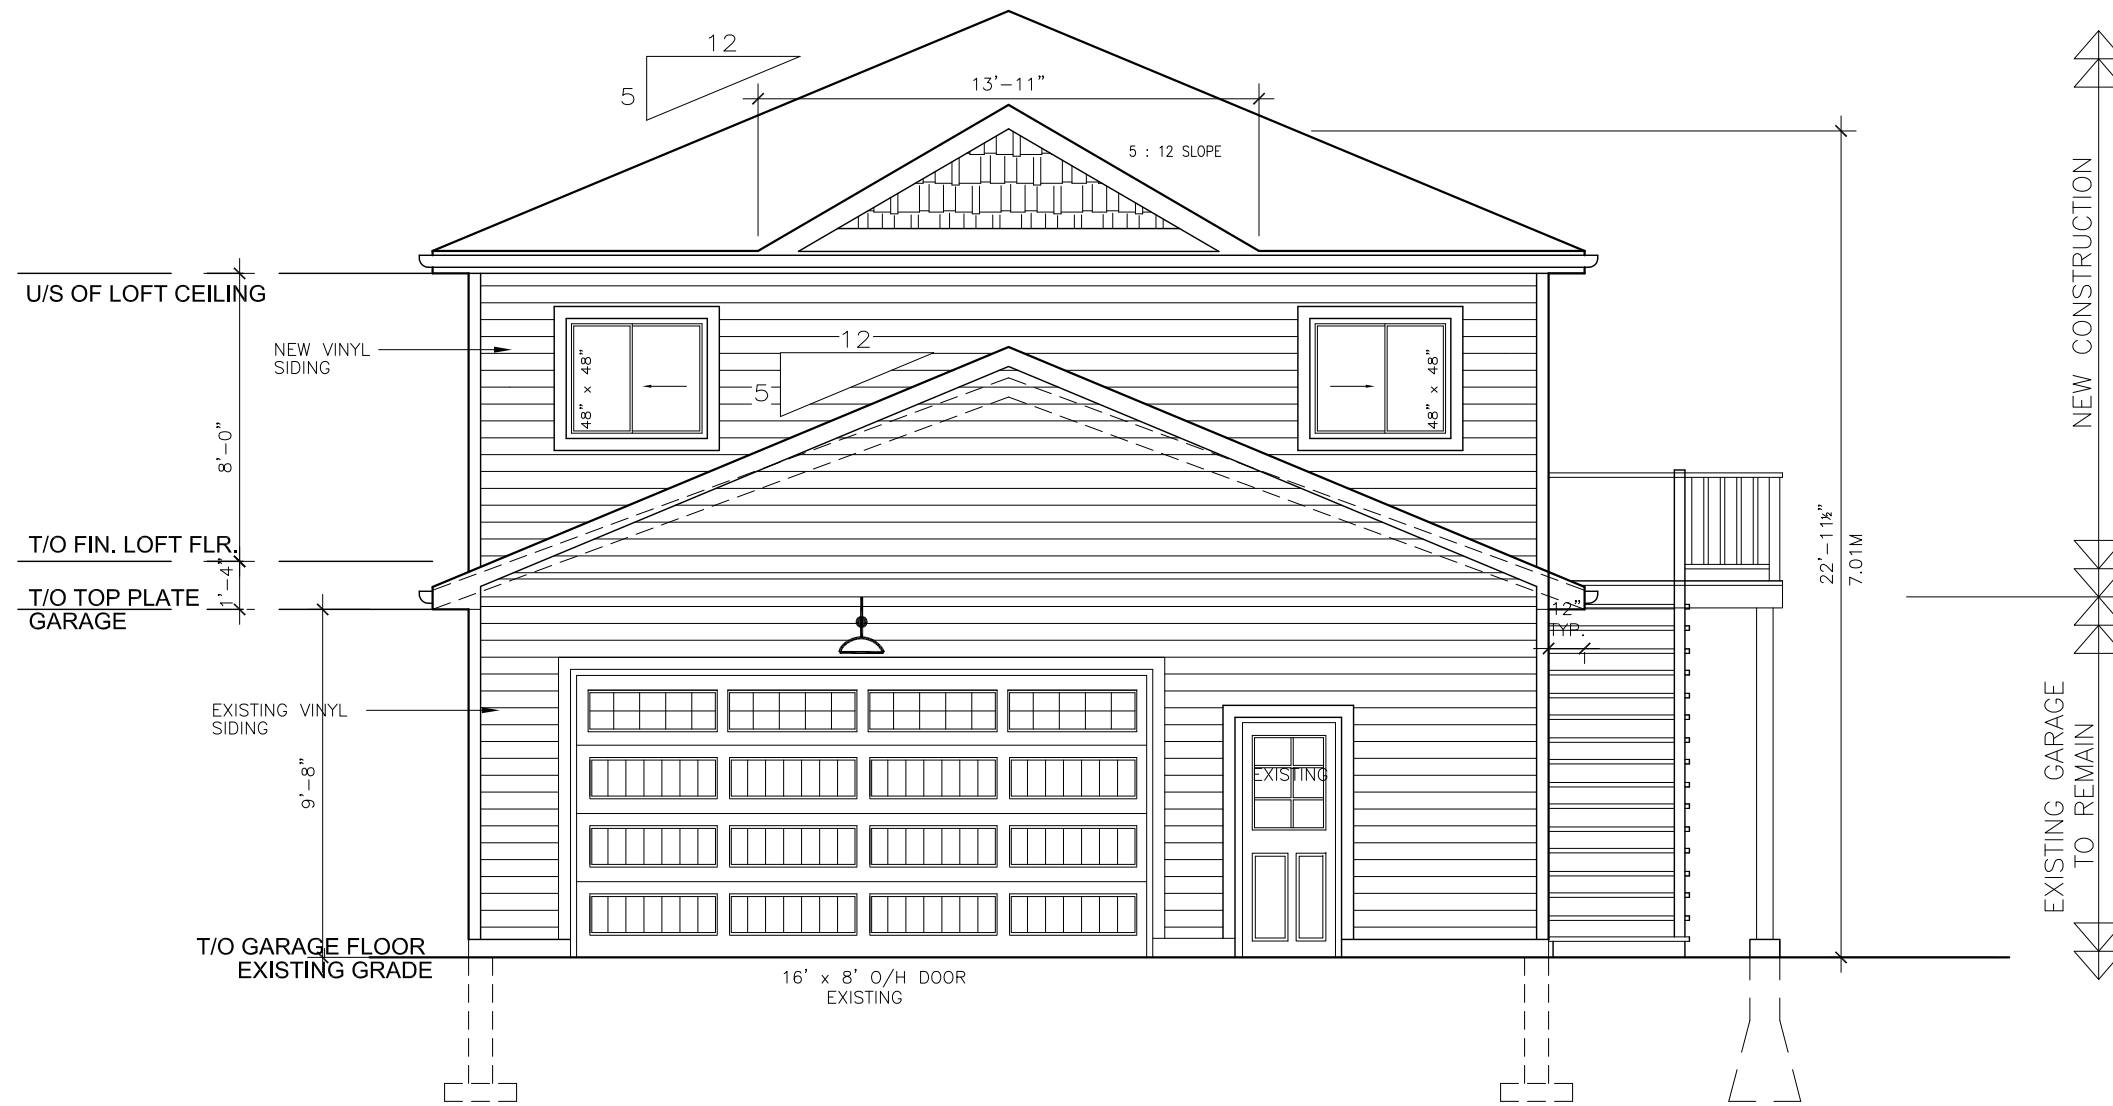 12
5
13'-11"
5 : 12 SLOPE
U/S OF LOFT CEILING
NEW VINYL
SIDING
48" x 48"
12
5
48" x 48"
8'-0"
T/O FIN. LOFT FLR.
1'-4"
T/O TOP PLATE
GARAGE
12"
TYP.
22'-11½"
7.01M
NEW CONSTRUCTION
EXISTING VINYL
SIDING
9'-8"
EXISTING
EXISTING GARAGE
TO REMAIN
T/O GARAGE FLOOR
EXISTING GRADE
16' x 8' O/H DOOR
EXISTING